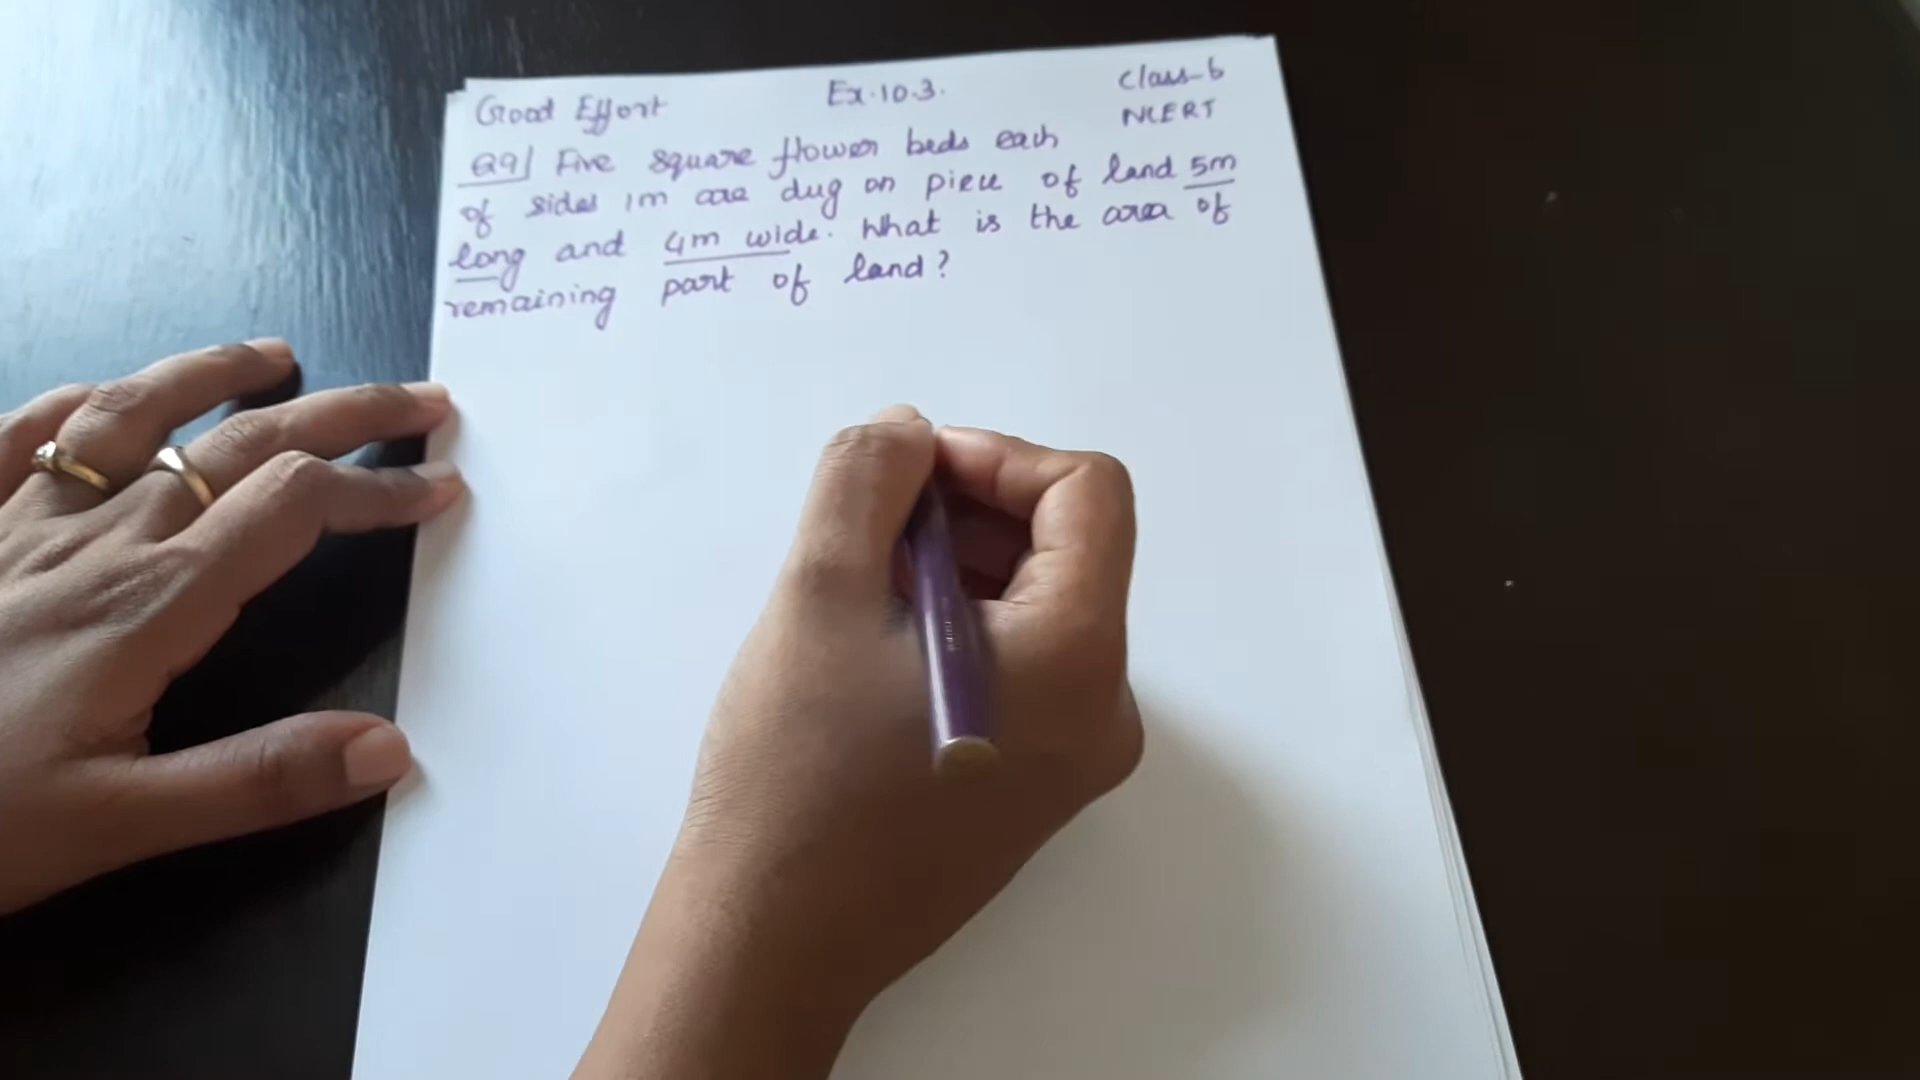 Good Effort Ex.10.3. Class-6
NCERT
Q9/ Five square flower beds each
of sides 1m are dug on piece of land 5m
long and 4m wide. What is the area of
remaining part of land?